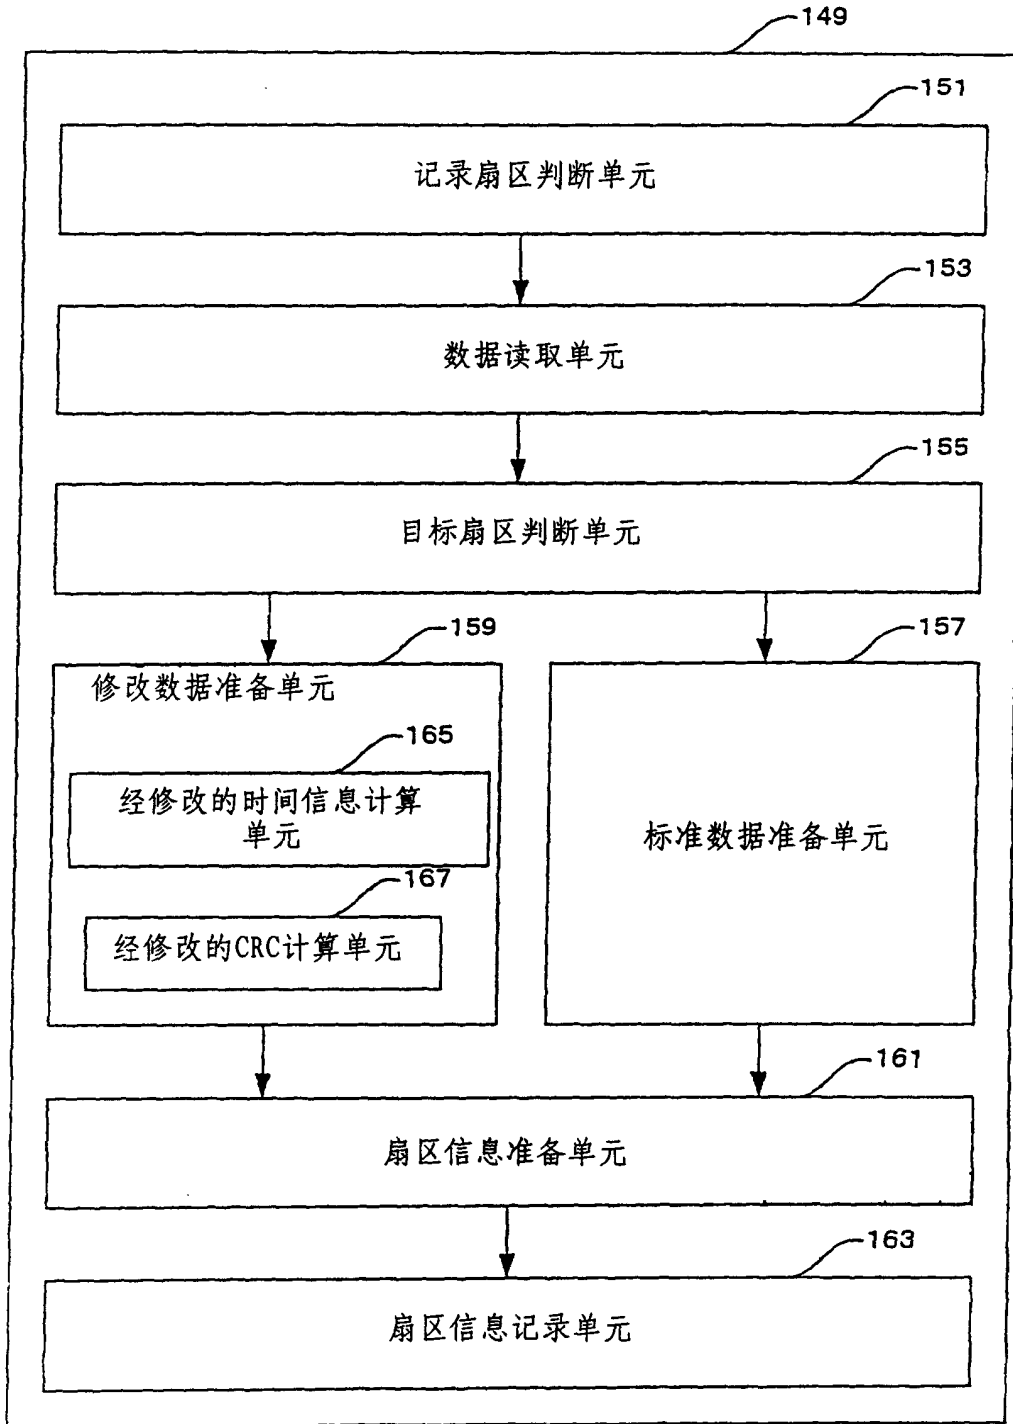 149
151
记录扇区判断单元
153
数据读取单元
155
目标扇区判断单元
159
修改数据准备单元
165
经修改的时间信息计算
单元
167
经修改的CRC计算单元
157
标准数据准备单元
161
扇区信息准备单元
163
扇区信息记录单元